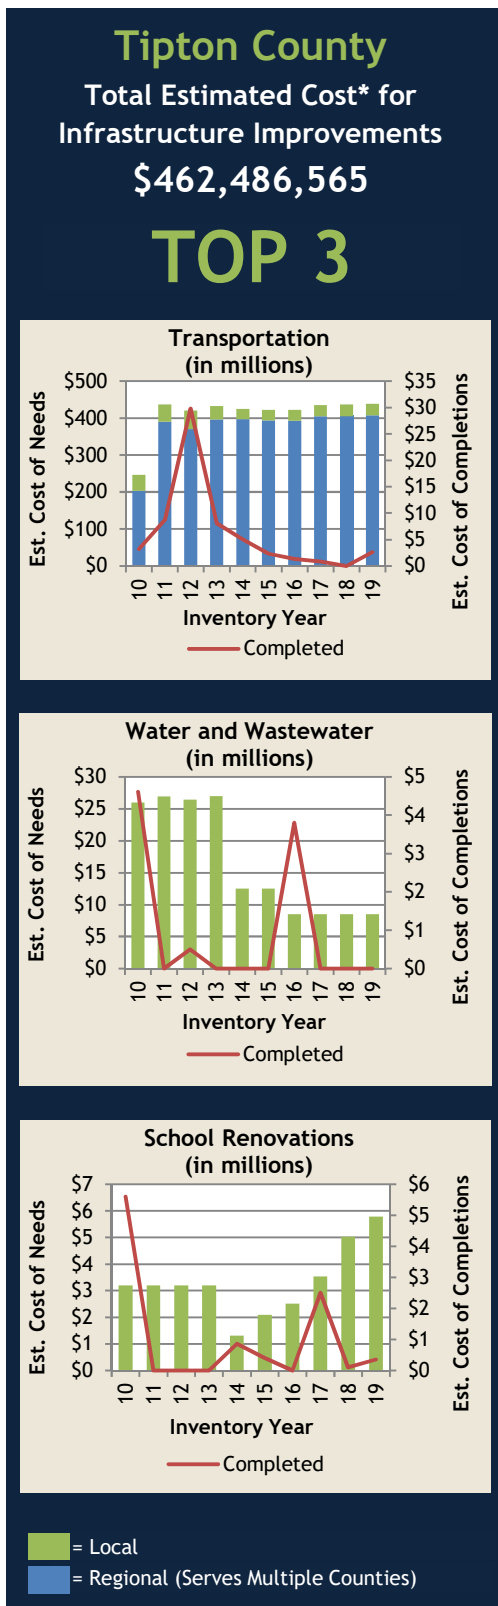 Tipton County
Total Estimated Cost* for
Infrastructure Improvements
$462,486,565
TOP 3
Transportation
(in millions)
Est. Cost of Needs
$500
$400
$300
$200
$100
$0
$35
$30
$25
$20
$15
$10
$5
$0
Est. Cost of Completions
10 11 12 13 14 15 16 17 18 19
Inventory Year
Completed
Water and Wastewater
(in millions)
Est. Cost of Needs
$30
$25
$20
$15
$10
$5
$0
$5
$4
$3
$2
$1
$0
Est. Cost of Completions
10 11 12 13 14 15 16 17 18 19
Inventory Year
Completed
School Renovations
(in millions)
Est. Cost of Needs
$7
$6
$5
$4
$3
$2
$1
$0
$6
$5
$4
$3
$2
$1
$0
Est. Cost of Completions
10 11 12 13 14 15 16 17 18 19
Inventory Year
Completed
= Local
= Regional (Serves Multiple Counties)